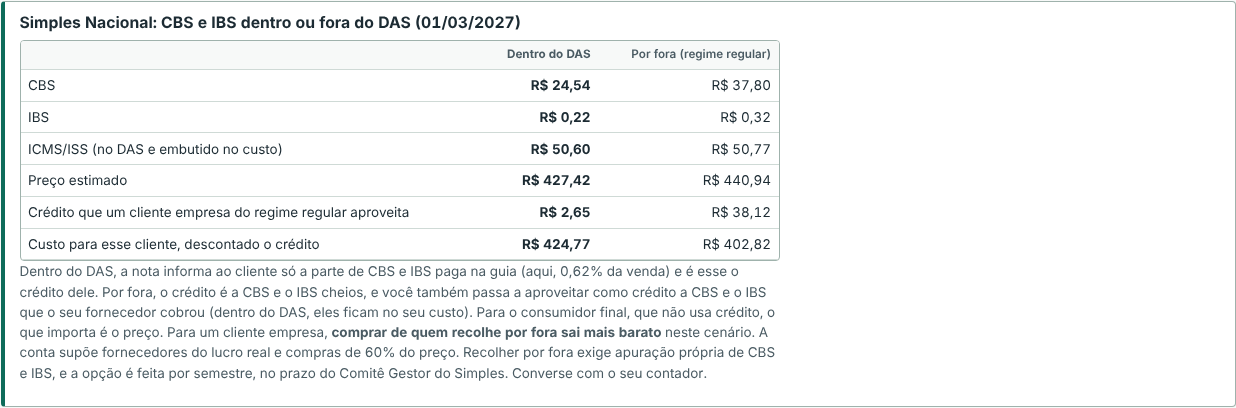 Simples Nacional: CBS e IBS dentro ou fora do DAS (01/03/2027)
Dentro do DAS Por fora (regime regular)
CBS R$ 24,54 R$ 37,80
IBS R$ 0,22 R$ 0,32
ICMS/ISS (no DAS e embutido no custo) R$ 50,60 R$ 50,77
Preço estimado R$ 427,42 R$ 440,94
Crédito que um cliente empresa do regime regular aproveita R$ 2,65 R$ 38,12
Custo para esse cliente, descontado o crédito R$ 424,77 R$ 402,82
Dentro do DAS, a nota informa ao cliente só a parte de CBS e IBS paga na guia (aqui, 0,62% da venda) e é esse o
crédito dele. Por fora, o crédito é a CBS e o IBS cheios, e você também passa a aproveitar como crédito a CBS e o IBS
que o seu fornecedor cobrou (dentro do DAS, eles ficam no seu custo). Para o consumidor final, que não usa crédito, o
que importa é o preço. Para um cliente empresa, comprar de quem recolhe por fora sai mais barato neste cenário. A
conta supõe fornecedores do lucro real e compras de 60% do preço. Recolher por fora exige apuração própria de CBS
e IBS, e a opção é feita por semestre, no prazo do Comitê Gestor do Simples. Converse com o seu contador.